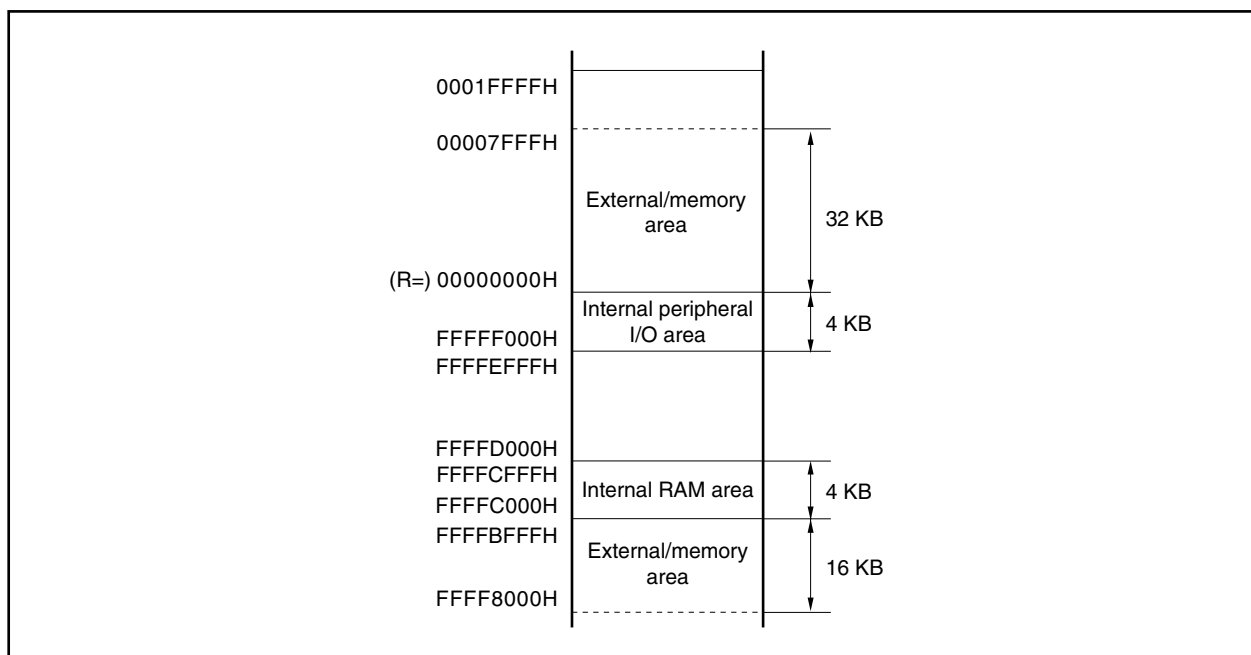 0001FFFFH
00007FFFH
External/memory
area
32 KB
(R=) 00000000H
Internal peripheral
I/O area
4 KB
FFFFF000H
FFFFEFFFH
FFFFD000H
FFFFCFFFH
Internal RAM area
4 KB
FFFFC000H
FFFFBFFFH
External/memory
area
16 KB
FFFF8000H